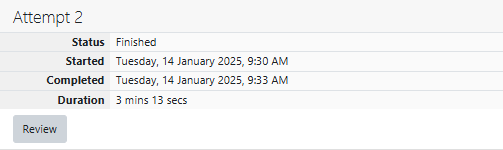 Attempt 2
Status Finished
Started Tuesday, 14 January 2025, 9:30 AM
Completed Tuesday, 14 January 2025, 9:33 AM
Duration 3 mins 13 secs
Review